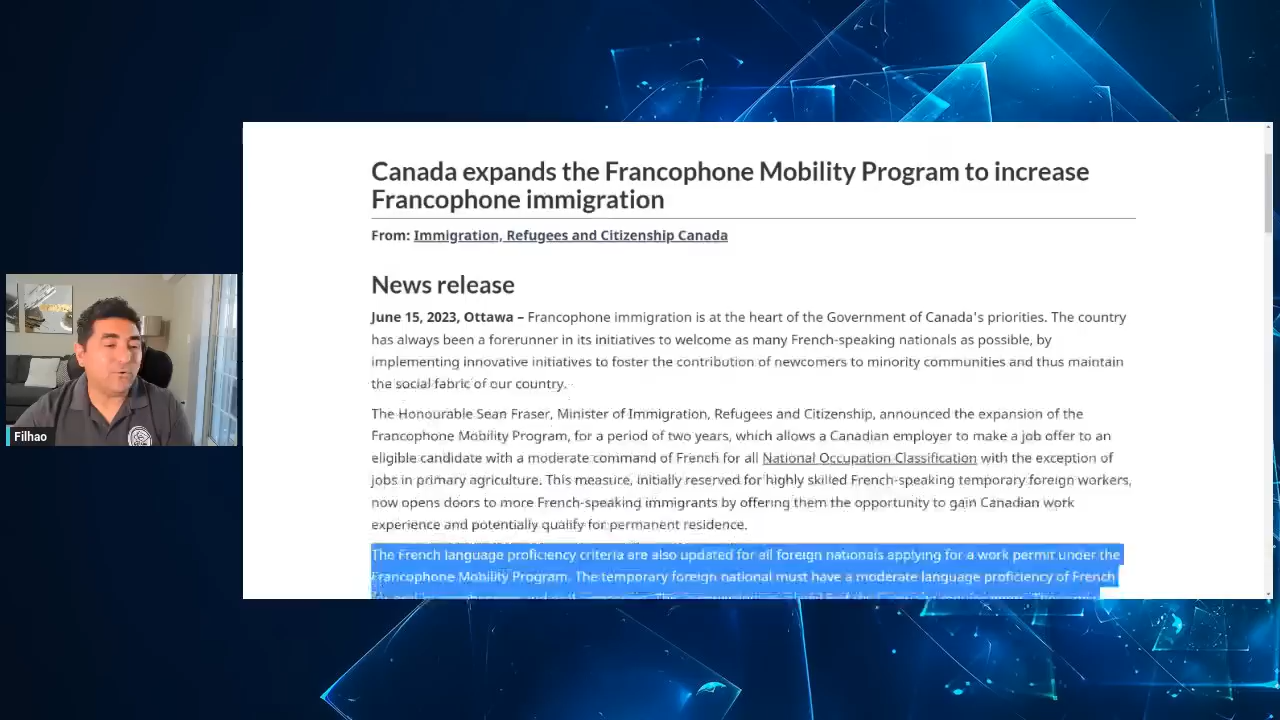 Canada expands the Francophone Mobility Program to increase
Francophone immigration
From: Immigration, Refugees and Citizenship Canada
News release
June 15, 2023, Ottawa – Francophone immigration is at the heart of the Government of Canada's priorities. The country
has always been a forerunner in its initiatives to welcome as many French-speaking nationals as possible, by
implementing innovative initiatives to foster the contribution of newcomers to minority communities and thus maintain
the social fabric of our country.
The Honourable Sean Fraser, Minister of Immigration, Refugees and Citizenship, announced the expansion of the
Francophone Mobility Program, for a period of two years, which allows a Canadian employer to make a job offer to an
eligible candidate with a moderate command of French for all National Occupation Classification with the exception of
jobs in primary agriculture. This measure, initially reserved for highly skilled French-speaking temporary foreign workers,
now opens doors to more French-speaking immigrants by offering them the opportunity to gain Canadian work
experience and potentially qualify for permanent residence.
The French language proficiency criteria are also updated for all foreign nationals applying for a work permit under the
Francophone Mobility Program. The temporary foreign national must have a moderate language proficiency of French
Filhao